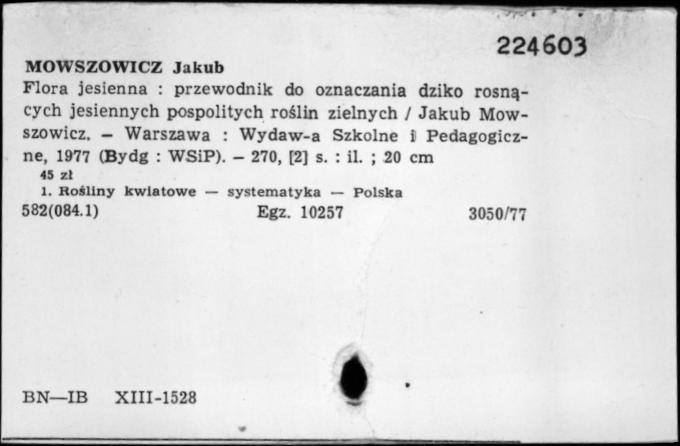 224603
MOWSZOWICZ Jakub
Flora jesienna : przewodnik do oznaczania dziko rosną-
cych jesiennych pospolitych roślin zielnych / Jakub Mow-
szowicz. — Warszawa : Wydaw-a Szkolne i Pedagogicz-
ne, 1977 (Bydg : WSiP). — 270, [2] s. : il. ; 20 cm
45 zł
1. Rośliny kwiatowe — systematyka — Polska
582(084.1) Egz. 10257 3050/77
BN—IB XIII-1528